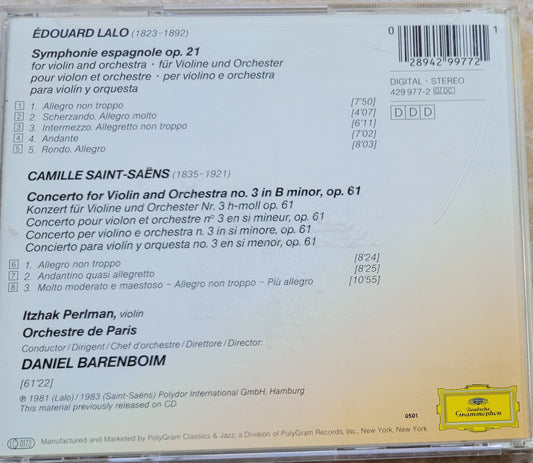 ÉDOUARD LALO (1823–1892)
Symphonie espagnole op. 21
for violin and orchestra · für Violine und Orchester
pour violon et orchestre · per violino e orchestra
para violín y orquesta
1 1. Allegro non troppo [7'50]
2 2. Scherzando. Allegro molto [4'07]
3 3. Intermezzo. Allegretto non troppo [6'11]
4 4. Andante [7'02]
5 5. Rondo. Allegro [8'03]
0 28942 99772 1
DIGITAL · STEREO
429 977-2 G DC
D D D
CAMILLE SAINT-SAËNS (1835–1921)
Concerto for Violin and Orchestra no. 3 in B minor, op. 61
Konzert für Violine und Orchester Nr. 3 h-moll op. 61
Concerto pour violon et orchestre nº 3 en si mineur, op. 61
Concerto per violino e orchestra n. 3 in si minore, op. 61
Concierto para violín y orquesta no. 3 en si menor, op. 61
6 1. Allegro non troppo [8'24]
7 2. Andantino quasi allegretto [8'25]
8 3. Molto moderato e maestoso – Allegro non troppo – Più allegro [10'55]
Itzhak Perlman, violin
Orchestre de Paris
Conductor/Dirigent/Chef d'orchestre/Direttore/Director:
DANIEL BARENBOIM
[61'22]
℗ 1981 (Lalo) / 1983 (Saint-Saëns) Polydor International GmbH, Hamburg
This material previously released on CD
0501
Deutsche
Grammophon
LC 0173
Manufactured and Marketed by PolyGram Classics & Jazz, a Division of PolyGram Records, Inc., New York, New York